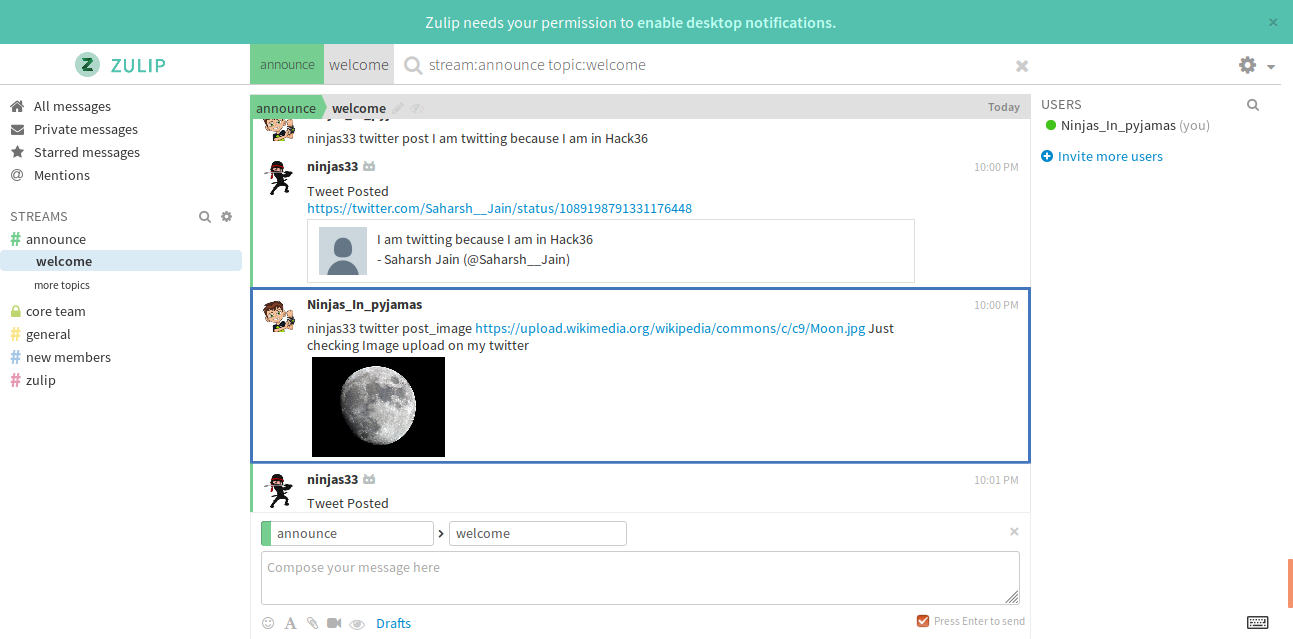 Zulip needs your permission to enable desktop notifications.
×
Z ZULIP
announce welcome stream:announce topic:welcome
announce welcome Today
All messages
Private messages
Starred messages
@ Mentions
STREAMS
# announce
welcome
more topics
core team
# general
# new members
# zulip
ninjas33 twitter post I am twitting because I am in Hack36
ninjas33 10:00 PM
Tweet Posted
https://twitter.com/Saharsh__Jain/status/1089198791331176448
I am twitting because I am in Hack36
- Saharsh Jain (@Saharsh__Jain)
Ninjas_In_pyjamas 10:00 PM
ninjas33 twitter post_image https://upload.wikimedia.org/wikipedia/commons/c/c9/Moon.jpg Just
checking Image upload on my twitter
ninjas33 10:01 PM
Tweet Posted
announce > welcome ×
Compose your message here
A Drafts Press Enter to send
USERS
Ninjas_In_pyjamas (you)
Invite more users